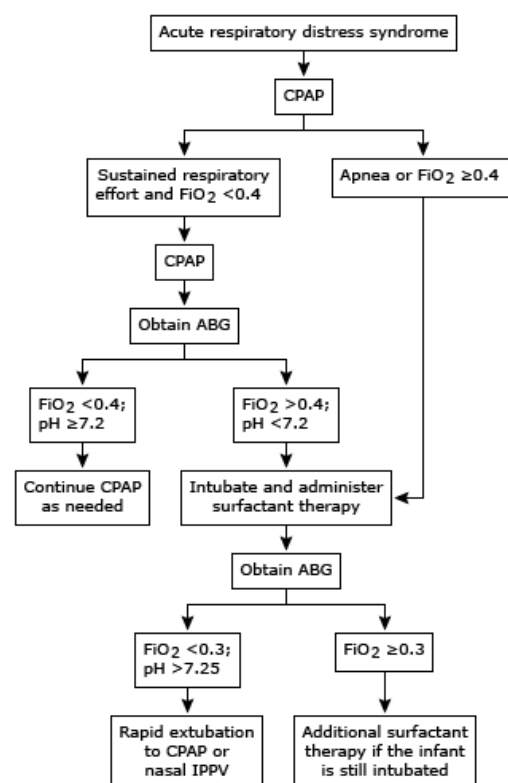 Acute respiratory distress syndrome
CPAP
Sustained respiratory
effort and FiO₂ <0.4
Apnea or FiO₂ ≥0.4
CPAP
Obtain ABG
FiO₂ <0.4;
pH ≥7.2
FiO₂ >0.4;
pH <7.2
Continue CPAP
as needed
Intubate and administer
surfactant therapy
Obtain ABG
FiO₂ <0.3;
pH >7.25
FiO₂ ≥0.3
Rapid extubation
to CPAP or
nasal IPPV
Additional surfactant
therapy if the infant
is still intubated